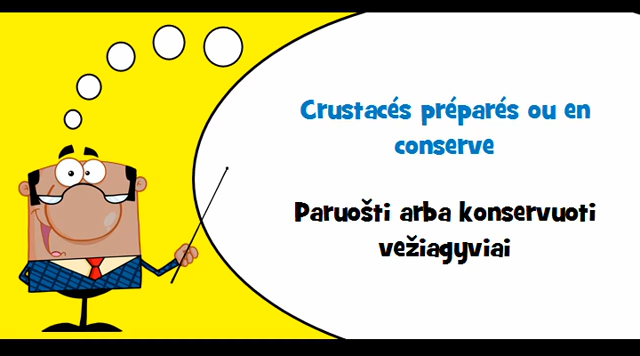 Crustacés préparés ou en
conserve
Paruošti arba konservuoti
vežiagyviai